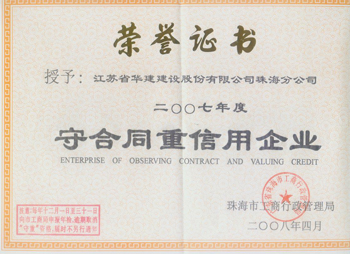 荣誉证书
授予：江苏省华建建设股份有限公司珠海分公司
二〇〇七年度
守合同重信用企业
ENTERPRISE OF OBSERVING CONTRACT AND VALUING CREDIT
珠海市工商行政管理局
二〇〇八年四月